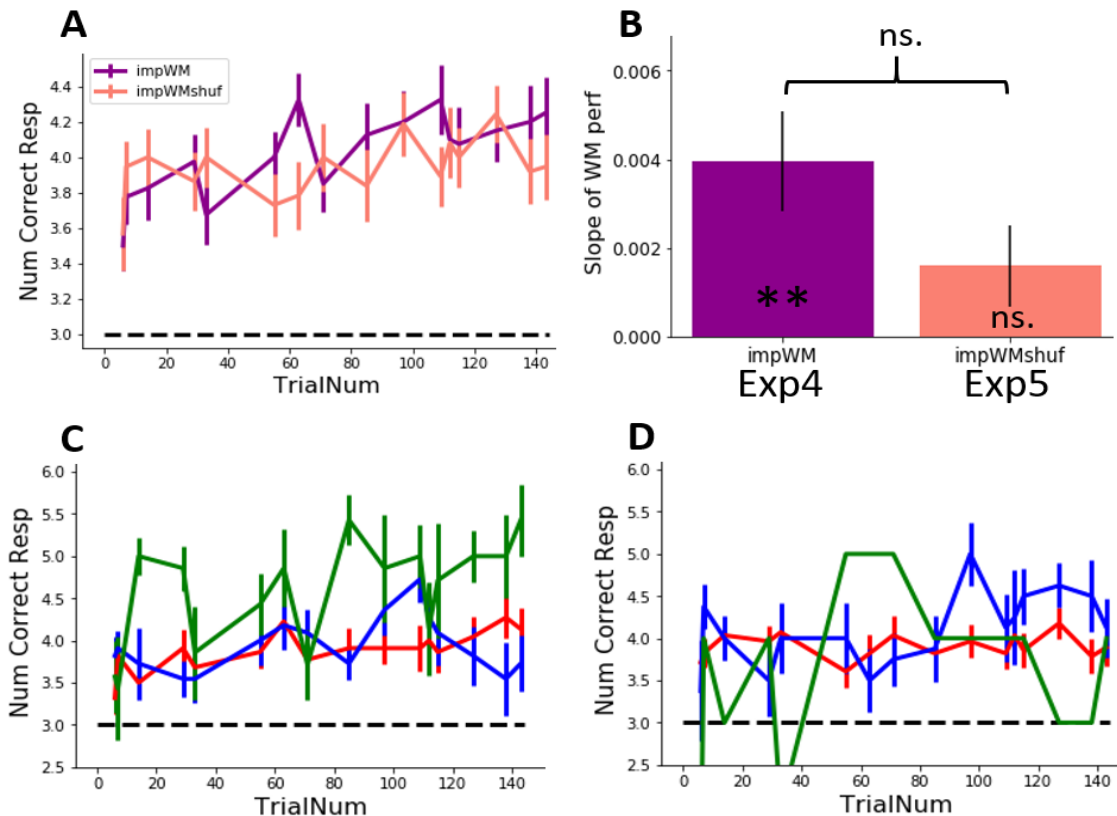 A
impWM
impWMshuf
Num Correct Resp
4.4
4.2
4.0
3.8
3.6
3.4
3.2
3.0
0 20 40 60 80 100 120 140
TrialNum
B
ns.
Slope of WM perf
0.006
0.004
0.002
0.000
**
ns.
impWM impWMshuf
Exp4 Exp5
C
Num Correct Resp
6.0
5.5
5.0
4.5
4.0
3.5
3.0
2.5
0 20 40 60 80 100 120 140
TrialNum
D
Num Correct Resp
6.0
5.5
5.0
4.5
4.0
3.5
3.0
2.5
0 20 40 60 80 100 120 140
TrialNum